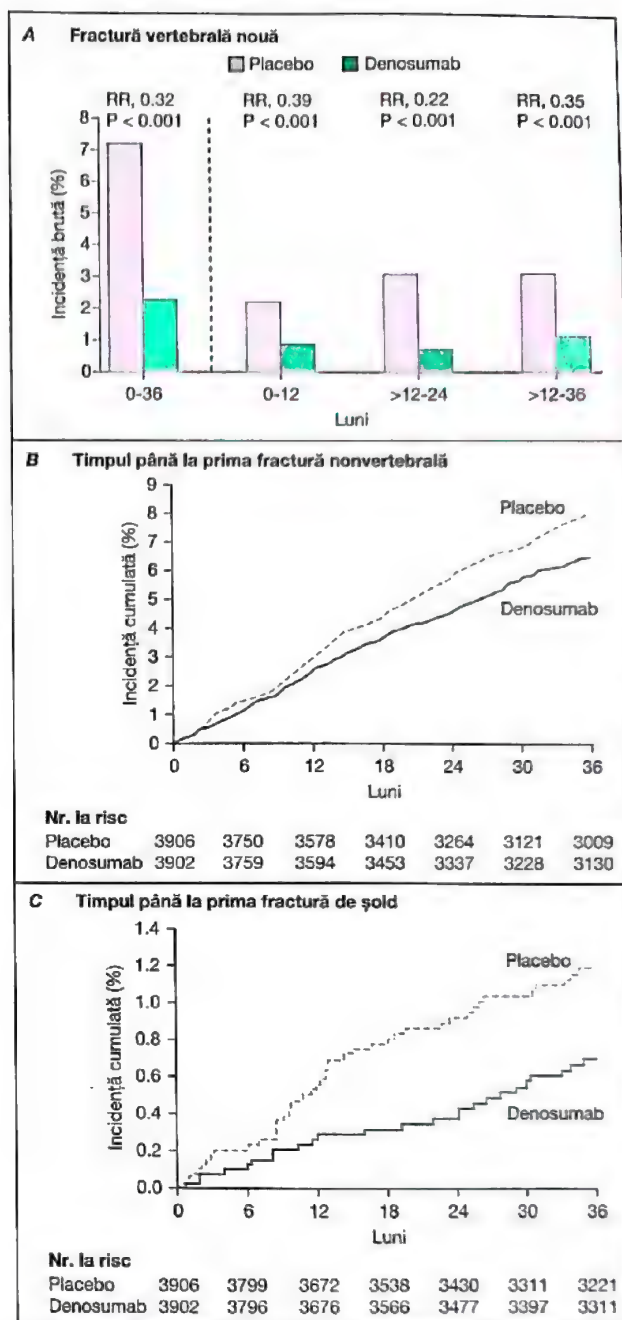 A Fractură vertebrală nouă
Placebo Denosumab
RR, 0.32 RR, 0.39 RR, 0.22 RR, 0.35
P < 0.001 P < 0.001 P < 0.001 P < 0.001
Incidență brută (%)
8
7
6
5
4
3
2
1
0
0-36 0-12 >12-24 >12-36
Luni
B Timpul până la prima fractură nonvertebrală
Incidență cumulată (%)
9
8
7
6
5
4
3
2
1
0
Placebo
Denosumab
0 6 12 18 24 30 36
Luni
Nr. la risc
Placebo 3906 3750 3578 3410 3264 3121 3009
Denosumab 3902 3759 3594 3453 3337 3228 3130
C Timpul până la prima fractură de șold
Incidență cumulată (%)
1.4
1.2
1.0
0.8
0.6
0.4
0.2
0.0
Placebo
Denosumab
0 6 12 18 24 30 36
Luni
Nr. la risc
Placebo 3906 3799 3672 3538 3430 3311 3221
Denosumab 3902 3796 3676 3566 3477 3397 3311